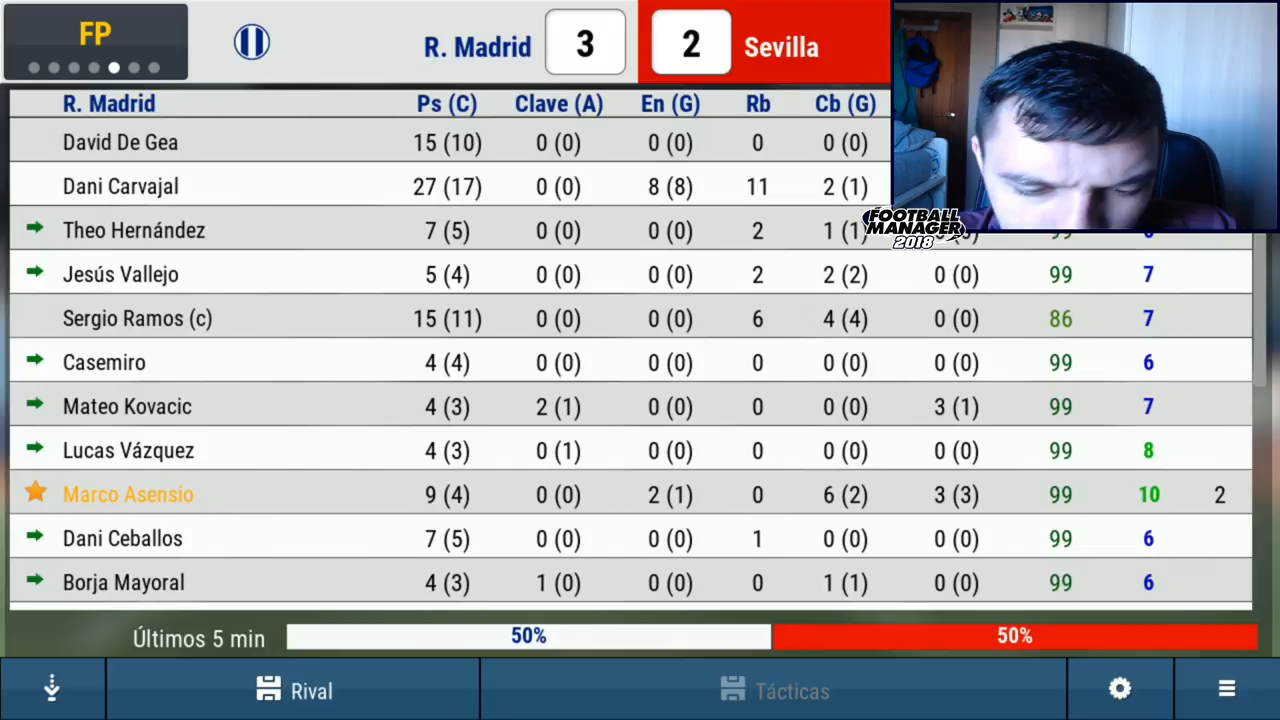 FP R. Madrid 3 2 Sevilla
R. Madrid Ps (C) Clave (A) En (G) Rb Cb (G)
David De Gea 15 (10) 0 (0) 0 (0) 0 0 (0)
Dani Carvajal 27 (17) 0 (0) 8 (8) 11 2 (1)
FOOTBALL
MANAGER
2018
Theo Hernández 7 (5) 0 (0) 0 (0) 2 1 (1)
Jesús Vallejo 5 (4) 0 (0) 0 (0) 2 2 (2) 0 (0) 99 7
Sergio Ramos (c) 15 (11) 0 (0) 0 (0) 6 4 (4) 0 (0) 86 7
Casemiro 4 (4) 0 (0) 0 (0) 0 0 (0) 0 (0) 99 6
Mateo Kovacic 4 (3) 2 (1) 0 (0) 0 0 (0) 3 (1) 99 7
Lucas Vázquez 4 (3) 0 (1) 0 (0) 0 0 (0) 0 (0) 99 8
Marco Asensio 9 (4) 0 (0) 2 (1) 0 6 (2) 3 (3) 99 10 2
Dani Ceballos 7 (5) 0 (0) 0 (0) 1 0 (0) 0 (0) 99 6
Borja Mayoral 4 (3) 1 (0) 0 (0) 0 1 (1) 0 (0) 99 6
Últimos 5 min 50% 50%
Rival Tácticas